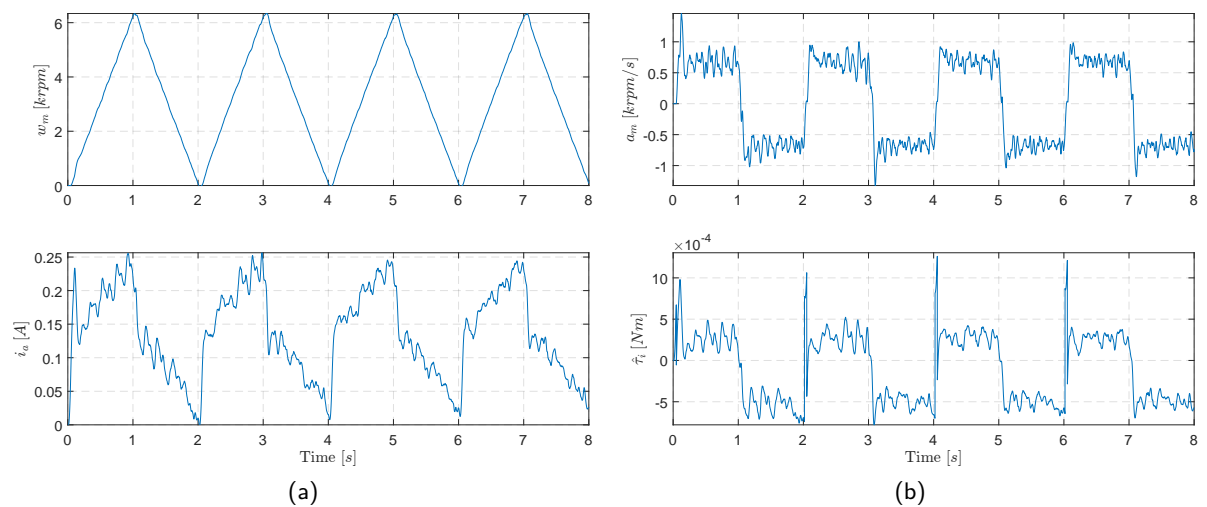 6
4
2
0
w_m [krpm]
0 1 2 3 4 5 6 7 8
1
0.5
0
-0.5
-1
a_m [krpm/s]
0 1 2 3 4 5 6 7 8
0.25
0.2
0.15
0.1
0.05
0
i_a [A]
0 1 2 3 4 5 6 7 8
Time [s]
(a)
×10^-4
10
5
0
-5
τ̂_i [Nm]
0 1 2 3 4 5 6 7 8
Time [s]
(b)